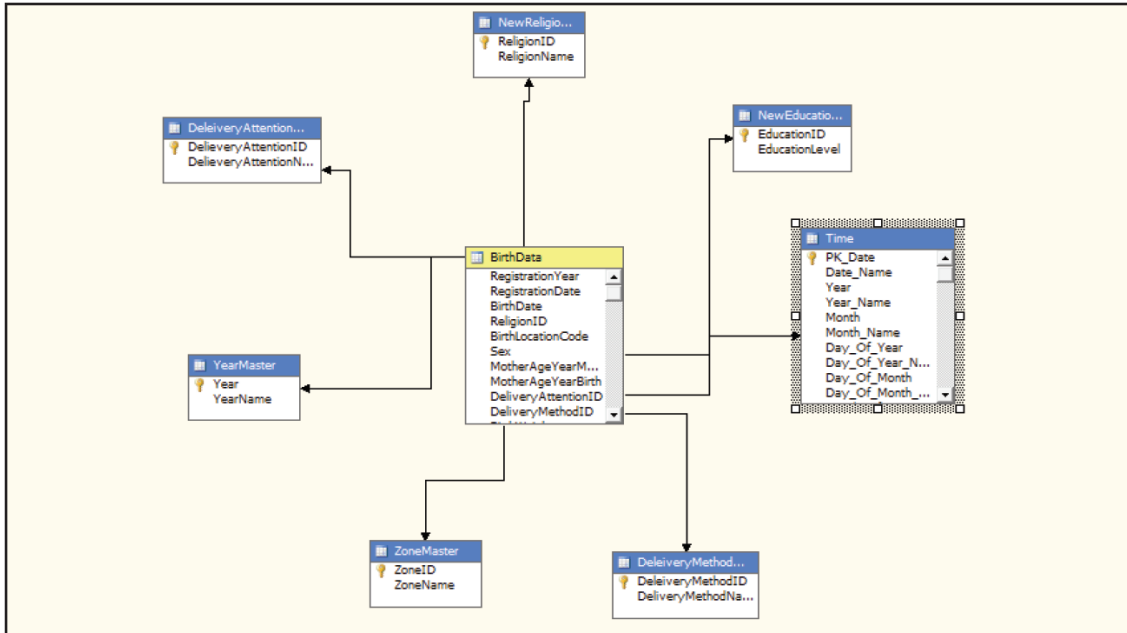 NewReligio...
ReligionID
ReligionName
DeleiveryAttention...
DelieveryAttentionID
DelieveryAttentionN...
NewEducatio...
EducationID
EducationLevel
Time
PK_Date
Date_Name
Year
Year_Name
Month
Month_Name
Day_Of_Year
Day_Of_Year_N...
Day_Of_Month
Day_Of_Month_...
BirthData
RegistrationYear
RegistrationDate
BirthDate
ReligionID
BirthLocationCode
Sex
MotherAgeYearM...
MotherAgeYearBirth
DeliveryAttentionID
DeliveryMethodID
YearMaster
Year
YearName
ZoneMaster
ZoneID
ZoneName
DeleiveryMethod...
DeleiveryMethodID
DeliveryMethodNa...